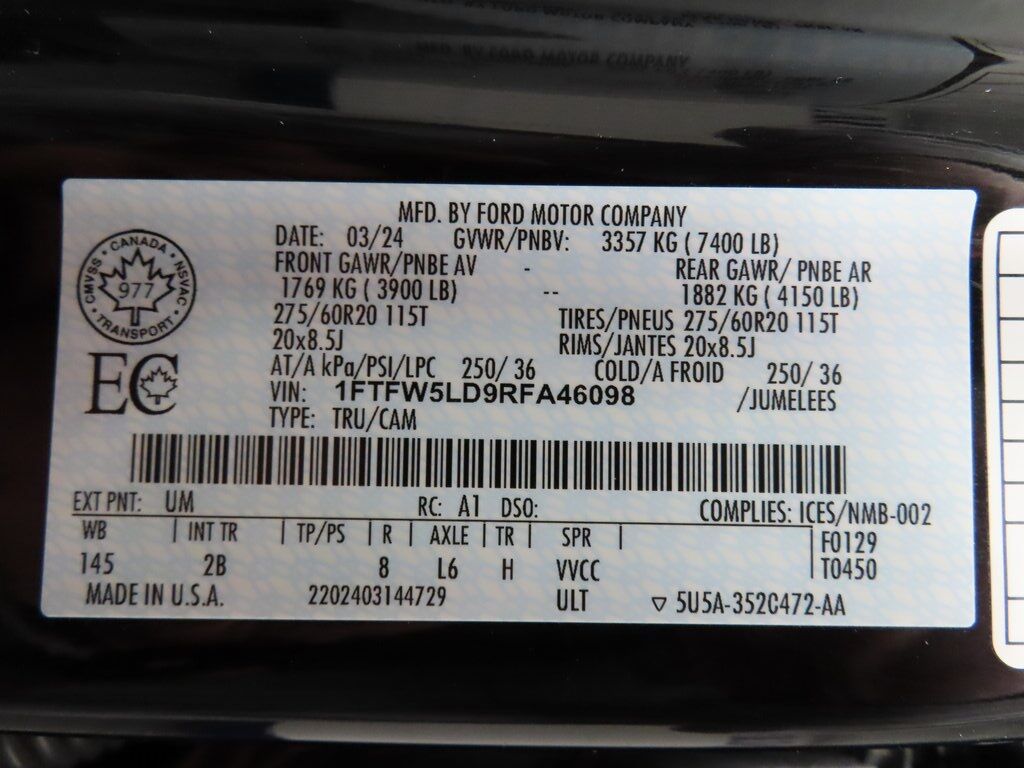 MFD. BY FORD MOTOR COMPANY
MFD. BY FORD MOTOR COMPANY
DATE: 03/24 GVWR/PNBV: 3357 KG ( 7400 LB)
FRONT GAWR/PNBE AV - REAR GAWR/ PNBE AR
1769 KG ( 3900 LB) -- 1882 KG ( 4150 LB)
275/60R20 115T TIRES/PNEUS 275/60R20 115T
20x8.5J RIMS/JANTES 20x8.5J
AT/A kPa/PSI/LPC 250/ 36 COLD/A FROID 250/ 36
VIN: 1FTFW5LD9RFA46098 /JUMELEES
TYPE: TRU/CAM
CANADA
CMVSS NSVAC
977
TRANSPORT
EC
EXT PNT: UM RC: A1 DSO: COMPLIES: ICES/NMB-002
WB | INT TR | TP/PS | R | AXLE | TR | SPR | F0129
145 2B 8 L6 H VVCC T0450
MADE IN U.S.A. 2202403144729 ULT ▽ 5U5A-352C472-AA